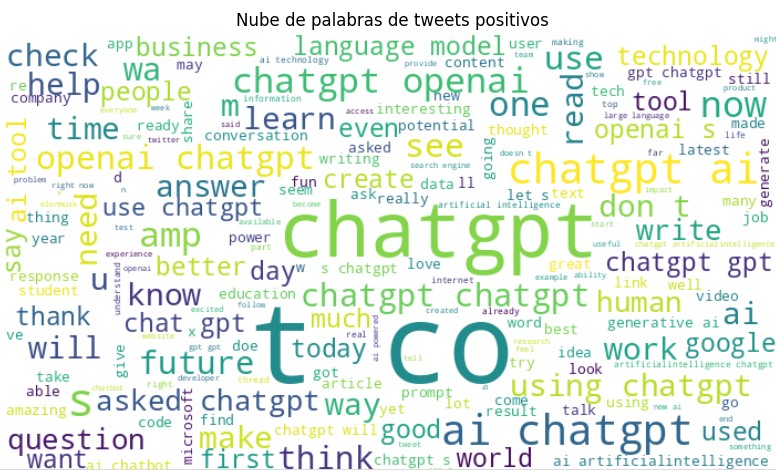 Nube de palabras de tweets positivos
check
app
business
language model
user
making
might
wa
may
ai technology
team
use
technology
re
help
people
chatgpt openai
provide
content
show
gpt chatgpt
still
company
m
learn
information
new
one
read
free
tech
product
tool
now
everyone
week
access
interesting
top
large language
time
ready
share
said
even
potential
openai s
made
sure
twitter
conversation
thought
life
ai tool
openai chatgpt
asked
see
going
doesn t
far
latest
generate
writing
search engine
chatgpt ai
problem
right now
d
answer
fun
create
data
ll
seem
ask
really
let s
text
impact
many
say
need
elonmusk
n
use chatgpt
become
artificial intelligence
don t
job
thing
test
amp
power
available
chatgpt
start
write
year
part
useful
chatgpt artificialintelligence
experience
better
day
w
s chatgpt
love
great
chatgpt gpt
response
openai
understand
u
know
education
internet
example
ability
link
well
student
chatgpt chatgpt
human
video
thank
excited
follow
t co
created
already
ai
ve
chat gpt
x
much
real
ai powered
word
best
generative ai
will
website
doe
today
research
idea
work
google
give
future
gpt gpt
got
tell
feel
try
artificialintelligence chatgpt
take
chatbot
right
developer
thread
article
prompt
b
look
able
s
asked chatgpt
way
yet
lot
come
using chatgpt
amazing
microsoft
result
talk
using
new ai
go
code
find
question
make
chatgpt will
good
ai chatgpt
end
used
tweet
something
want
ai chatbot
first
think
chatgpt s
world
ai artificialintelligence